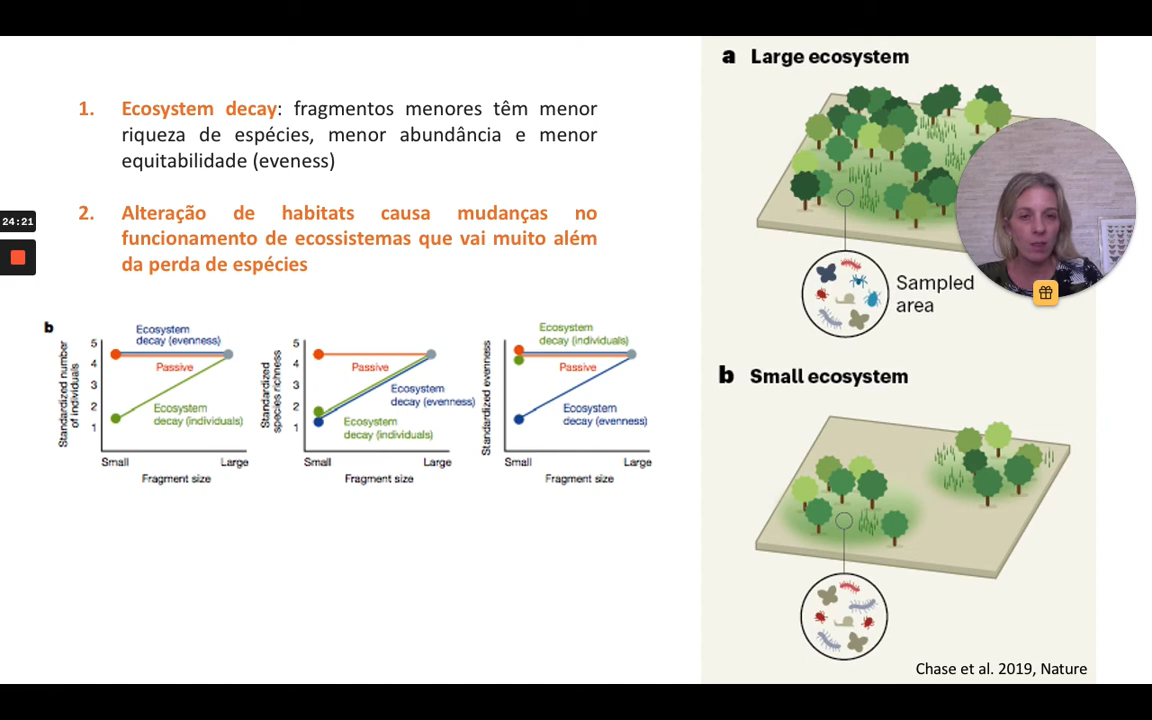 1. Ecosystem decay: fragmentos menores têm menor
riqueza de espécies, menor abundância e menor
equitabilidade (eveness)
2. Alteração de habitats causa mudanças no
funcionamento de ecossistemas que vai muito além
da perda de espécies
24:21
b
Standardized number
of individuals
5
4
3
2
1
Ecosystem
decay (evenness)
Passive
Ecosystem
decay (individuals)
Small
Large
Fragment size
Standardized
species richness
5
4
3
2
1
Passive
Ecosystem
decay (evenness)
Ecosystem
decay (individuals)
Small
Large
Fragment size
Standardized evenness
5
4
3
2
1
Ecosystem
decay (individuals)
Passive
Ecosystem
decay (evenness)
Small
Large
Fragment size
a Large ecosystem
Sampled
area
b Small ecosystem
Chase et al. 2019, Nature